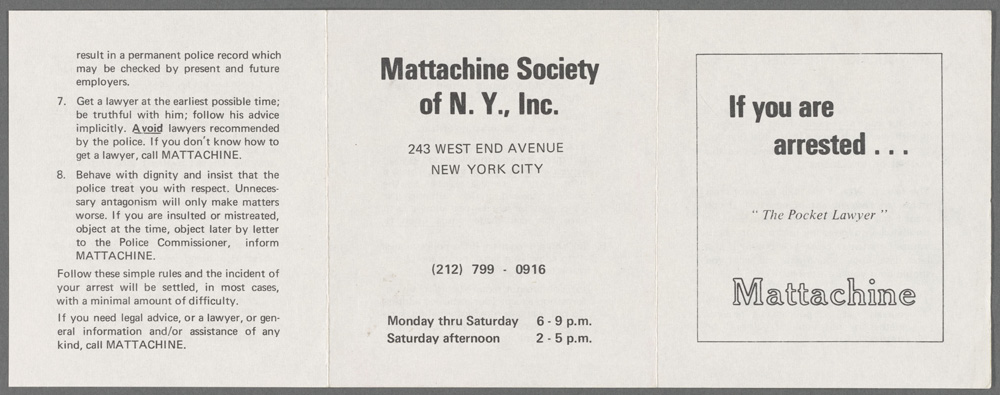 result in a permanent police record which
may be checked by present and future
employers.
7. Get a lawyer at the earliest possible time;
be truthful with him; follow his advice
implicitly. Avoid lawyers recommended
by the police. If you don't know how to
get a lawyer, call MATTACHINE.
8. Behave with dignity and insist that the
police treat you with respect. Unneces-
sary antagonism will only make matters
worse. If you are insulted or mistreated,
object at the time, object later by letter
to the Police Commissioner, inform
MATTACHINE.
Follow these simple rules and the incident of
your arrest will be settled, in most cases,
with a minimal amount of difficulty.
If you need legal advice, or a lawyer, or gen-
eral information and/or assistance of any
kind, call MATTACHINE.
Mattachine Society
of N. Y., Inc.
243 WEST END AVENUE
NEW YORK CITY
(212) 799 - 0916
Monday thru Saturday 6 - 9 p.m.
Saturday afternoon 2 - 5 p.m.
If you are
arrested . . .
" The Pocket Lawyer "
Mattachine